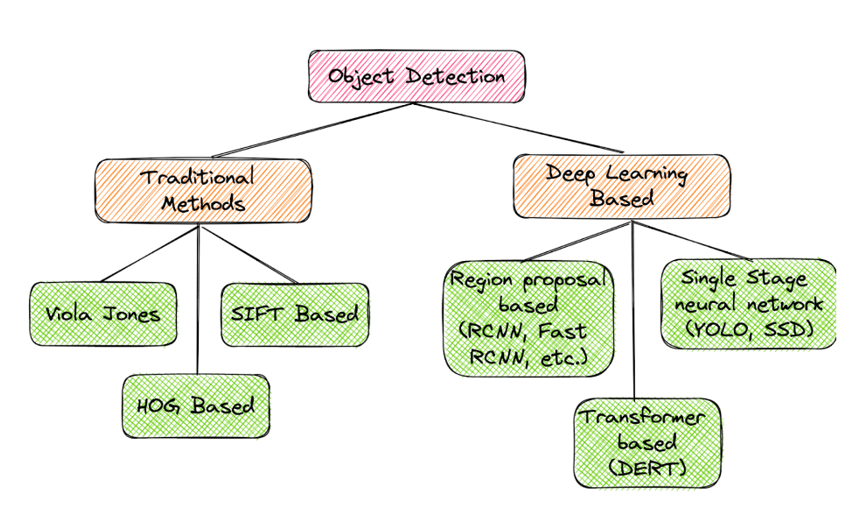 Object Detection
Traditional
Methods
Deep Learning
Based
Viola Jones
SIFT Based
HOG Based
Region proposal
based
(RCNN, Fast
RCNN, etc.)
Single Stage
neural network
(YOLO, SSD)
Transformer
based
(DERT)